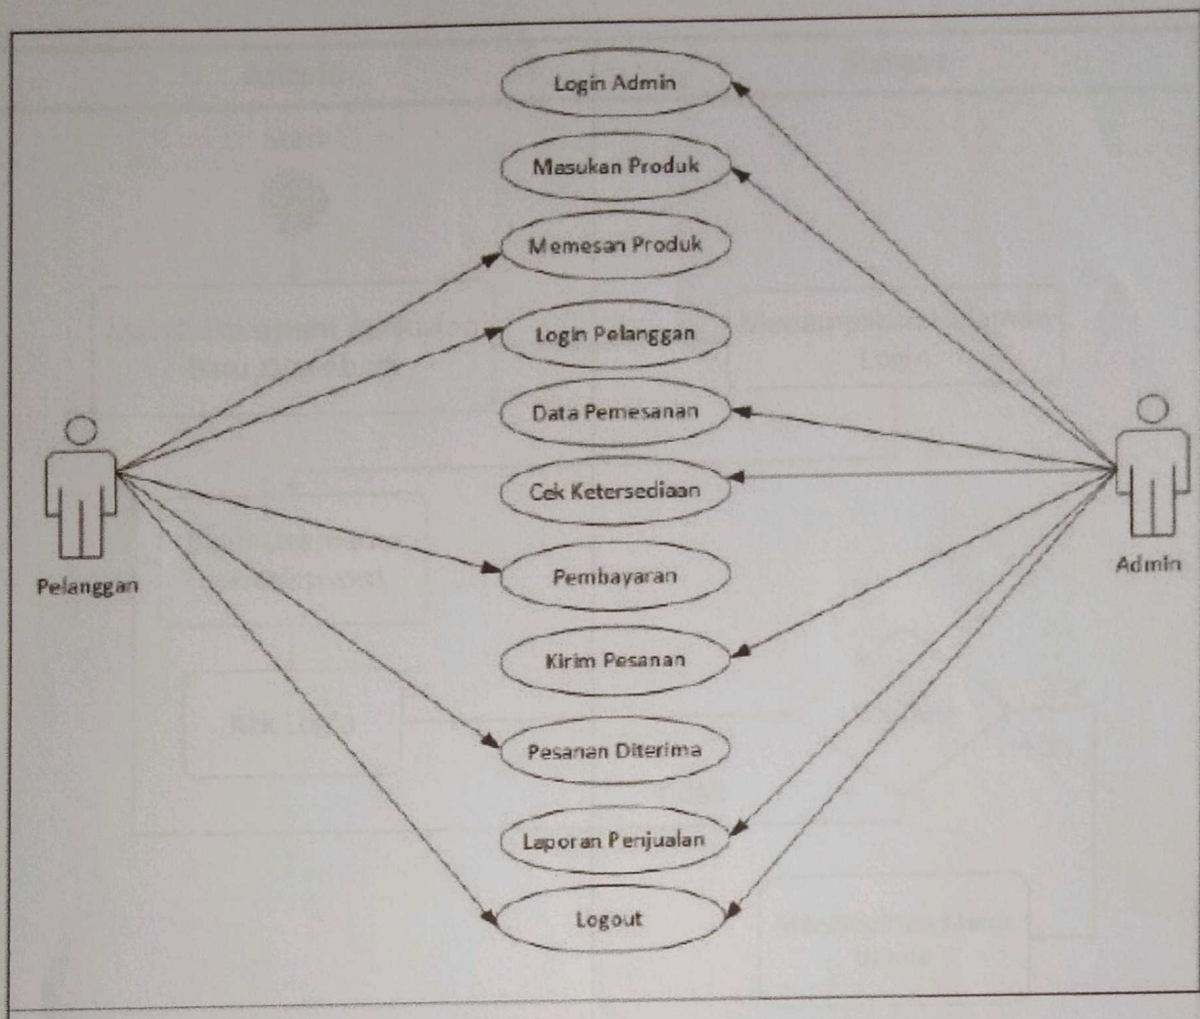 Login Admin
Masukan Produk
Memesan Produk
Login Pelanggan
Data Pemesanan
Cek Ketersediaan
Pembayaran
Kirim Pesanan
Pesanan Diterima
Laporan Penjualan
Logout
Pelanggan
Admin